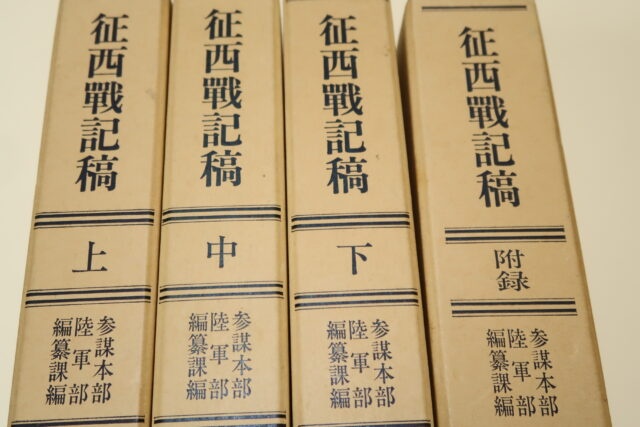 征西戰記稿
上
参謀本部
陸軍部
編纂課編
征西戰記稿
中
参謀本部
陸軍部
編纂課編
征西戰記稿
下
参謀本部
陸軍部
編纂課編
征西戰記稿
附録
参謀本部
陸軍部
編纂課編